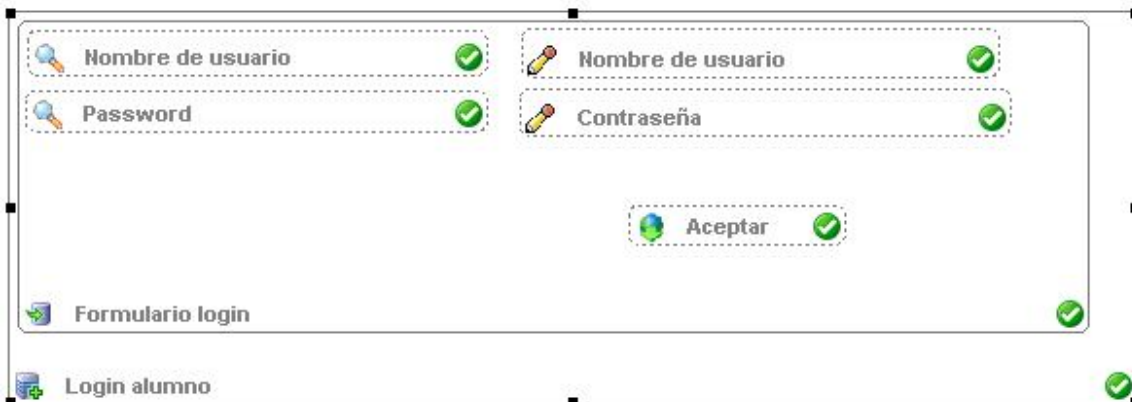 Nombre de usuario
Nombre de usuario
Password
Contraseña
Aceptar
Formulario login
Login alumno